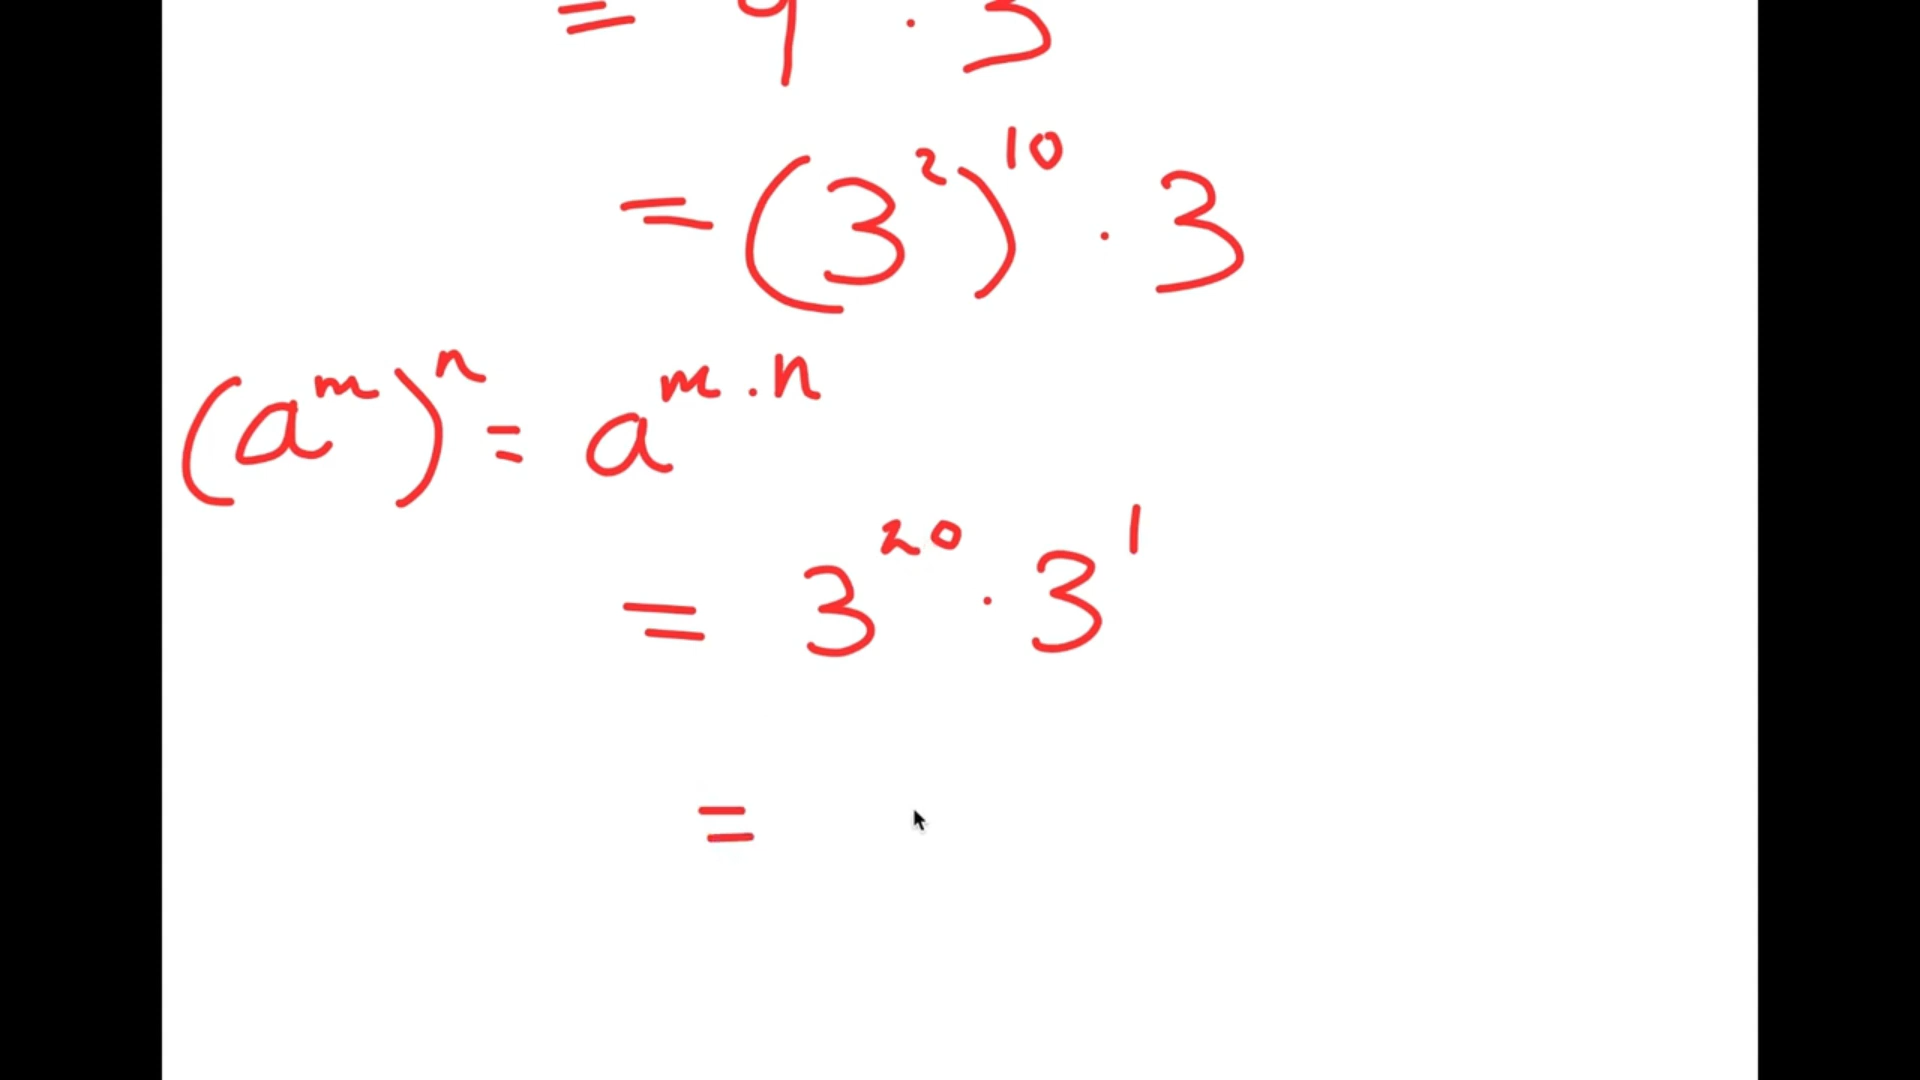 = 9 · 3
= (3²)¹⁰ · 3
(aᵐ)ⁿ = aᵐ·ⁿ
= 3²⁰ · 3¹
=